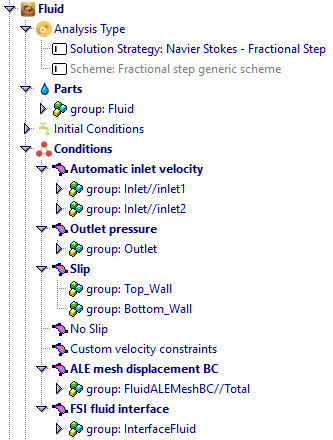 Fluid
Analysis Type
Solution Strategy: Navier Stokes - Fractional Step
Scheme: Fractional step generic scheme
Parts
group: Fluid
Initial Conditions
Conditions
Automatic inlet velocity
group: Inlet//inlet1
group: Inlet//inlet2
Outlet pressure
group: Outlet
Slip
group: Top_Wall
group: Bottom_Wall
No Slip
Custom velocity constraints
ALE mesh displacement BC
group: FluidALEMeshBC//Total
FSI fluid interface
group: InterfaceFluid